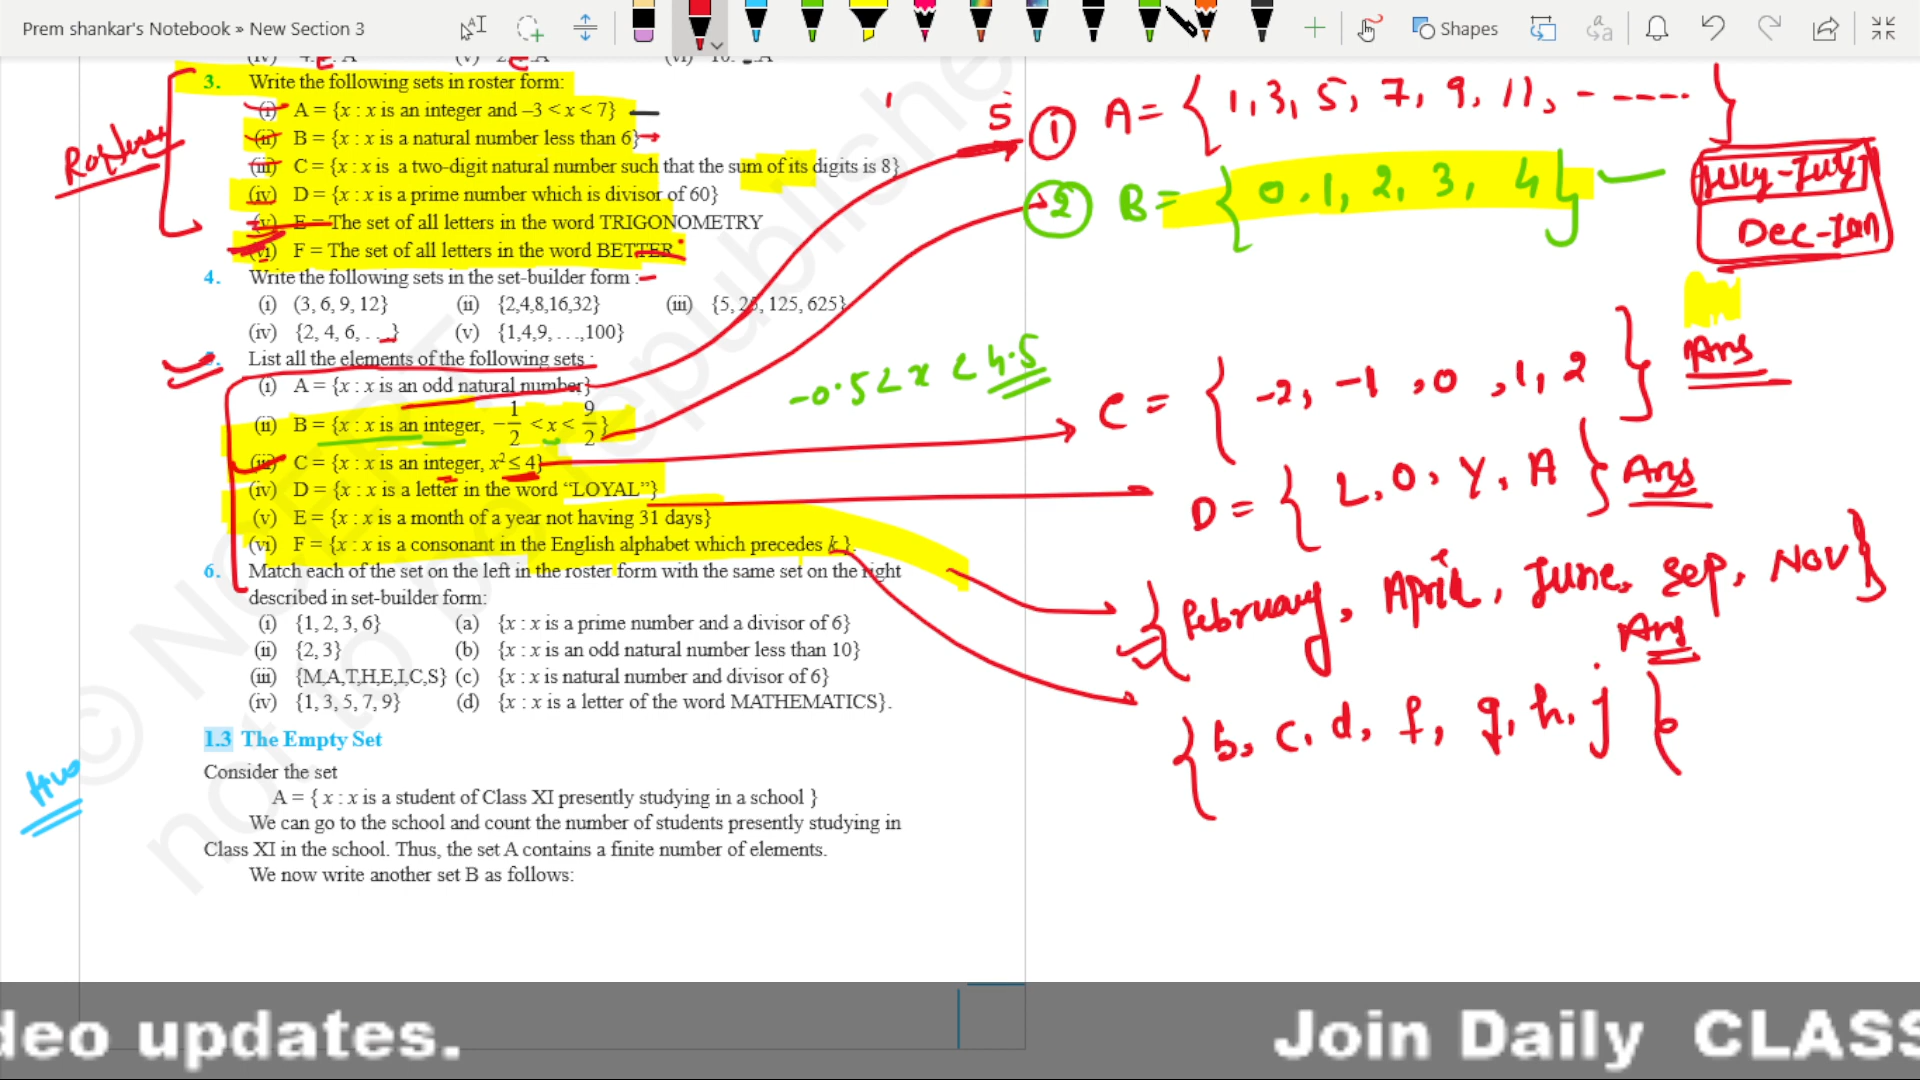 Prem shankar's Notebook » New Section 3
Shapes
3. Write the following sets in roster form:
(i) A = {x : x is an integer and –3 < x < 7}
(ii) B = {x : x is a natural number less than 6}
(iii) C = {x : x is a two-digit natural number such that the sum of its digits is 8}
(iv) D = {x : x is a prime number which is divisor of 60}
(v) E = The set of all letters in the word TRIGONOMETRY
(vi) F = The set of all letters in the word BETTER
4. Write the following sets in the set-builder form :
(i) (3, 6, 9, 12} (ii) {2,4,8,16,32} (iii) {5, 25, 125, 625}
(iv) {2, 4, 6, . . .} (v) {1,4,9, . . .,100}
5. List all the elements of the following sets :
(i) A = {x : x is an odd natural number}
(ii) B = {x : x is an integer, –1/2 < x < 9/2}
(iii) C = {x : x is an integer, x² ≤ 4}
(iv) D = {x : x is a letter in the word “LOYAL”}
(v) E = {x : x is a month of a year not having 31 days}
(vi) F = {x : x is a consonant in the English alphabet which precedes k }.
6. Match each of the set on the left in the roster form with the same set on the right
described in set-builder form:
(i) {1, 2, 3, 6} (a) {x : x is a prime number and a divisor of 6}
(ii) {2, 3} (b) {x : x is an odd natural number less than 10}
(iii) {M,A,T,H,E,I,C,S} (c) {x : x is natural number and divisor of 6}
(iv) {1, 3, 5, 7, 9} (d) {x : x is a letter of the word MATHEMATICS}.
1.3 The Empty Set
Consider the set
A = { x : x is a student of Class XI presently studying in a school }
We can go to the school and count the number of students presently studying in
Class XI in the school. Thus, the set A contains a finite number of elements.
We now write another set B as follows:
5
① A = { 1, 3, 5, 7, 9, 11, - - - - - - }
② B = { 0, 1, 2, 3, 4 }
Dec-Jan
-0.5 < x < 4.5
C = { -2, -1, 0, 1, 2 } Ans
D = { L, O, Y, A } Ans
{ February, April, June, Sep, Nov }
Ans
{ b, c, d, f, g, h, j }
deo updates. Join Daily CLASS